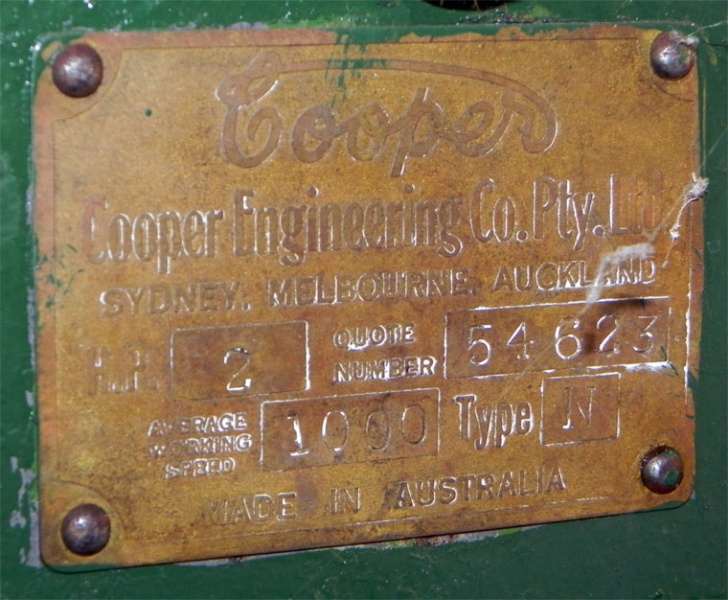 Cooper
Cooper Engineering Co. Pty. Ltd
SYDNEY. MELBOURNE. AUCKLAND
H.P. 2 QUOTE NUMBER 54623
AVERAGE WORKING SPEED 1000 Type N
MADE IN AUSTRALIA